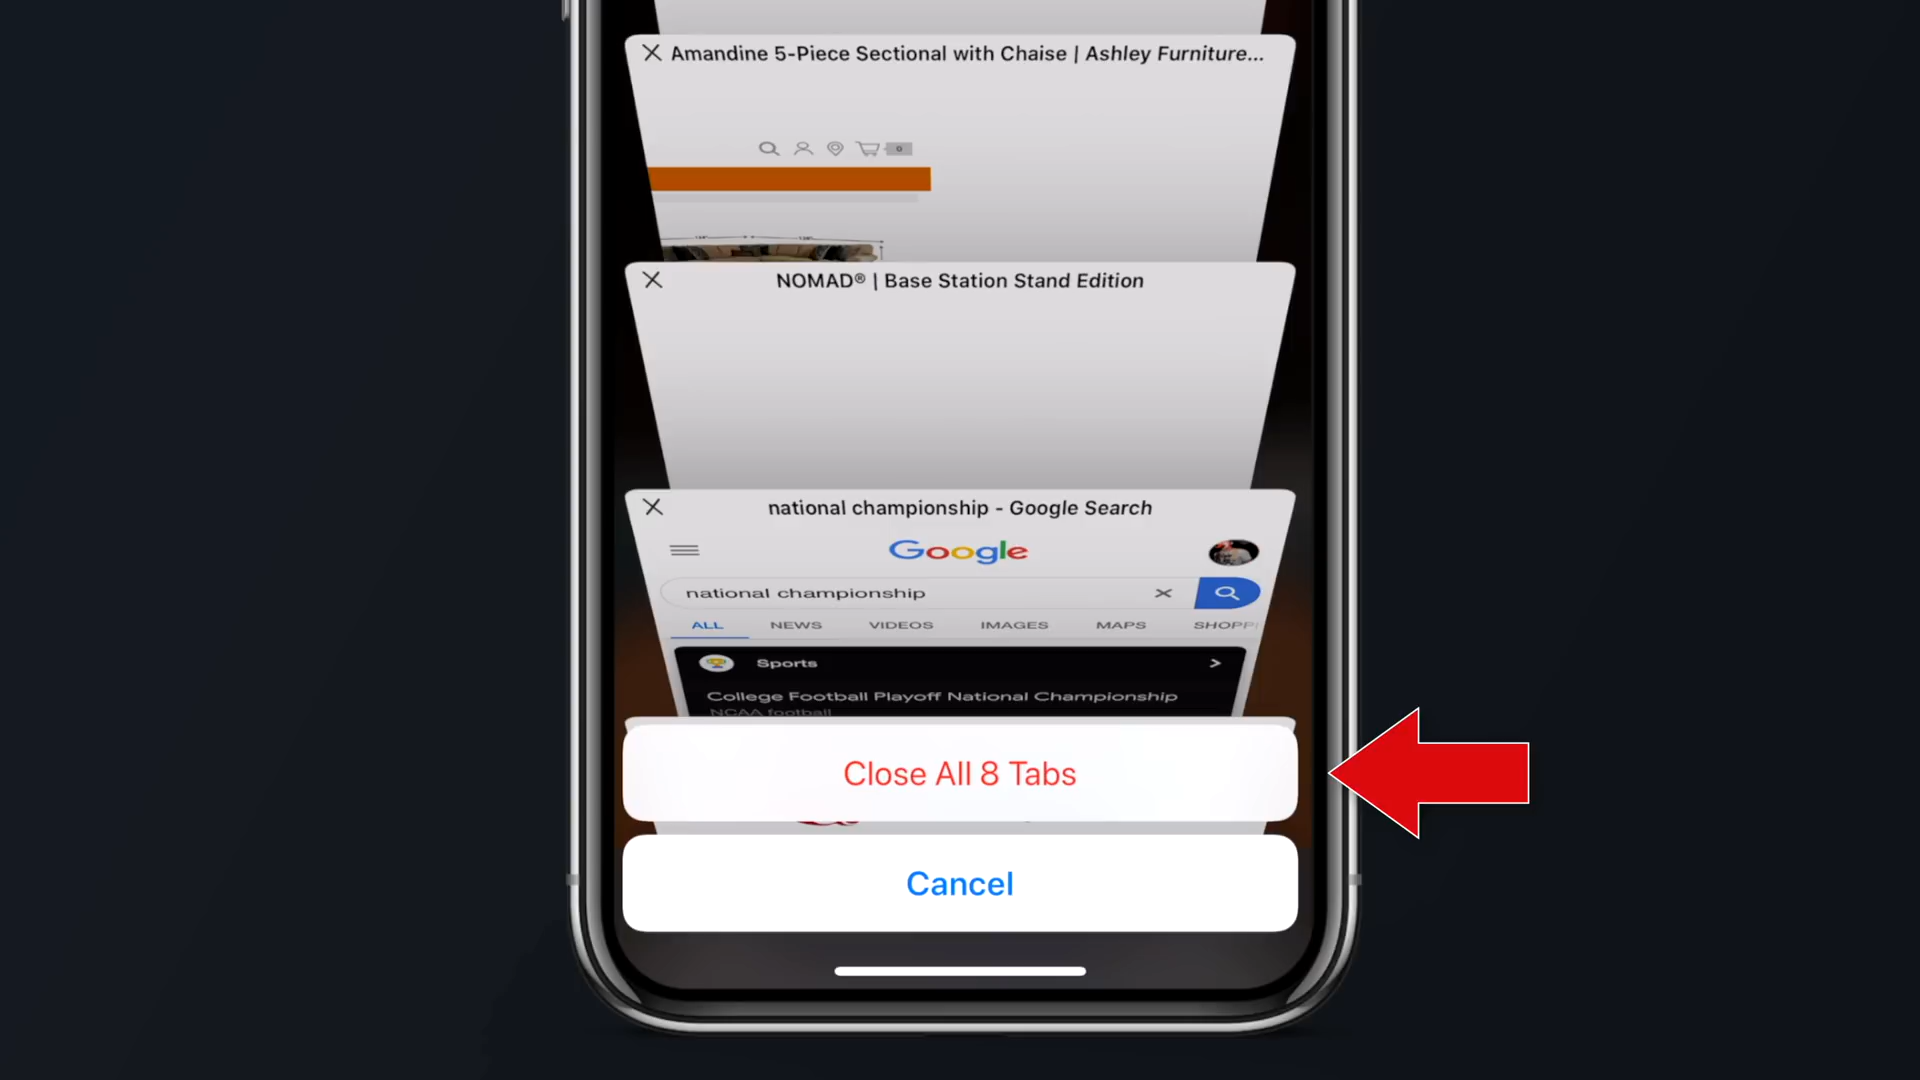 Amandine 5-Piece Sectional with Chaise | Ashley Furniture...
0
NOMAD® | Base Station Stand Edition
national championship - Google Search
Google
national championship
ALL NEWS VIDEOS IMAGES MAPS SHOPP
Sports
College Football Playoff National Championship
NCAA football
Close All 8 Tabs
Cancel